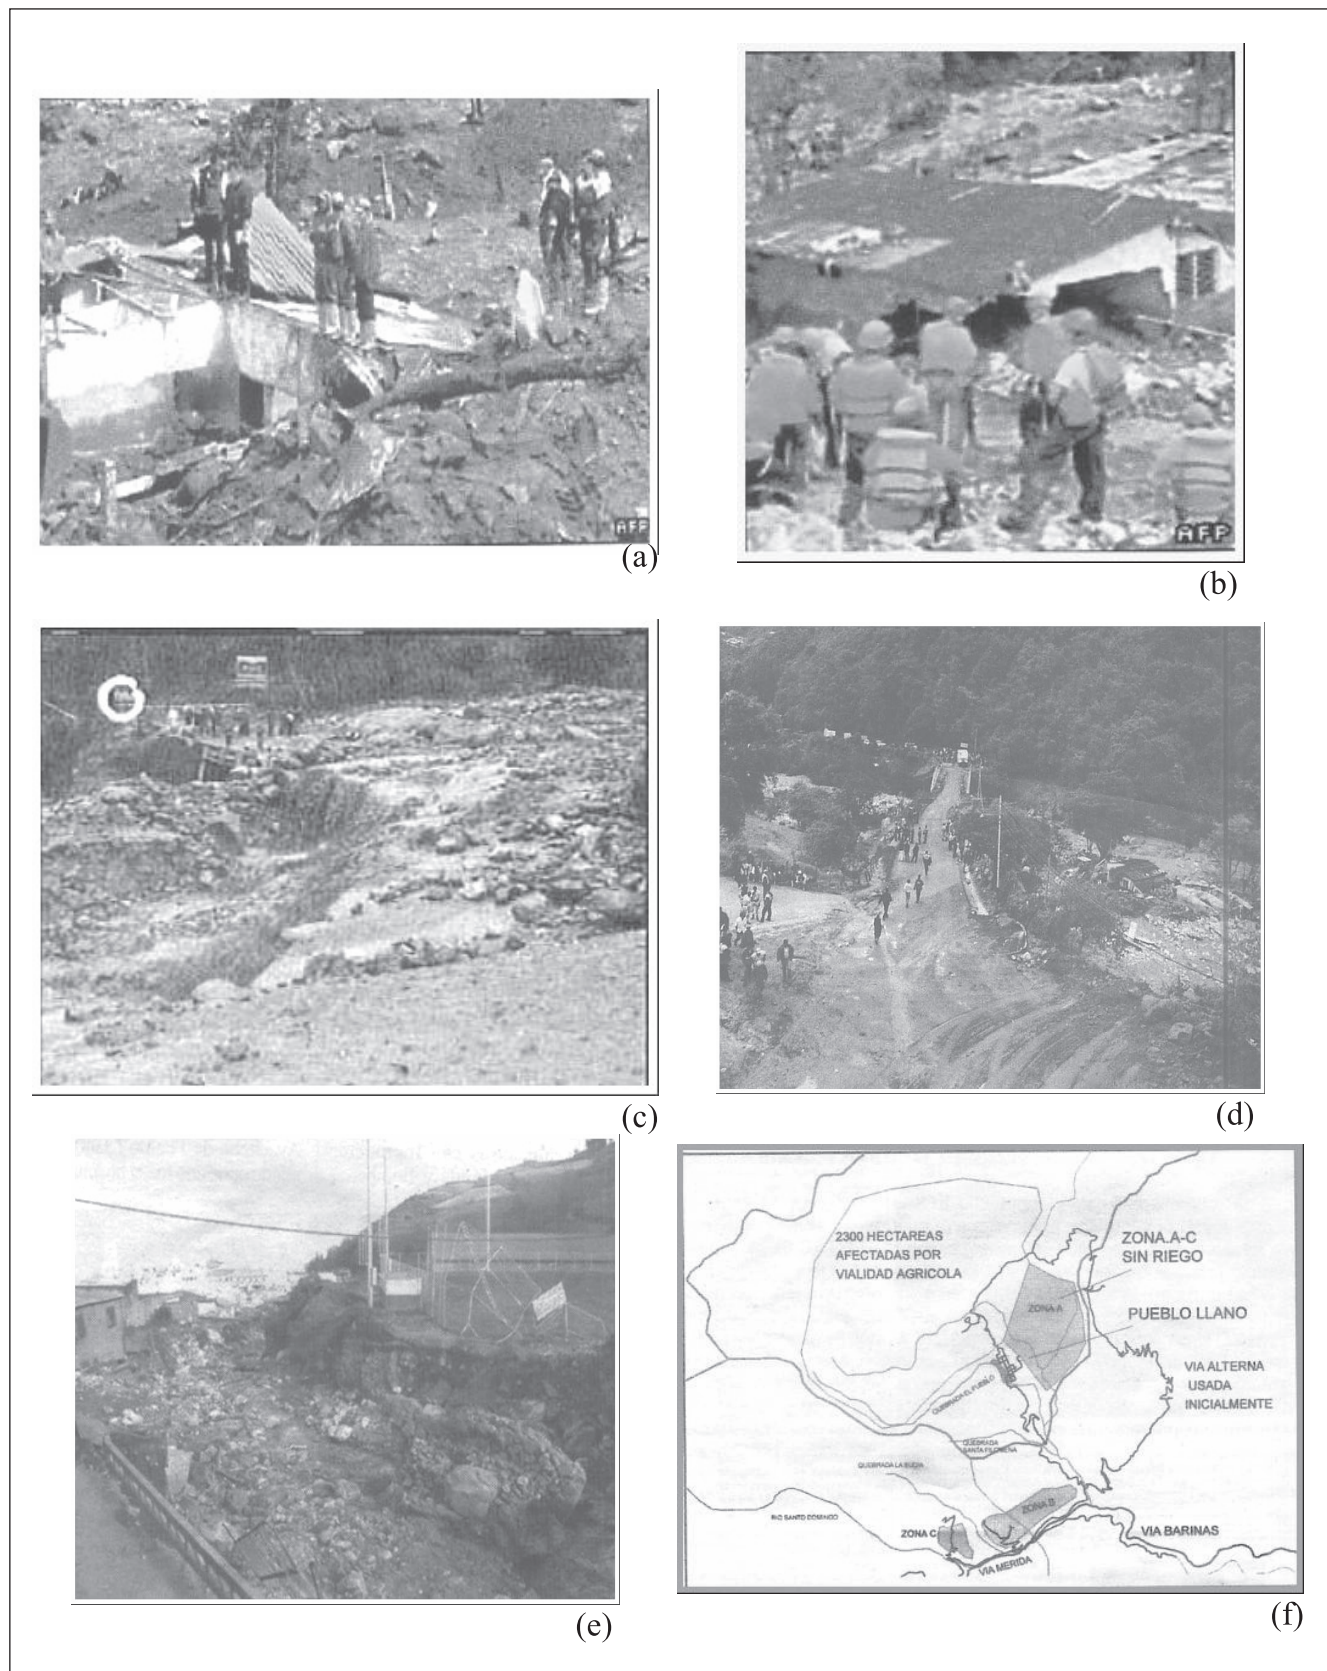 AFP
(a)
AFP
(b)
(c)
(d)
(e)
2300 HECTAREAS
AFECTADAS POR
VIALIDAD AGRICOLA
ZONA.A-C
SIN RIEGO
ZONA A
PUEBLO LLANO
VIA ALTERNA
USADA
INICIALMENTE
QUEBRADA EL PUEBLO
QUEBRADA
SANTA FILOMENA
QUEBRADA LA BUCIA
RIO SANTO DOMINGO
ZONA B
ZONA C
VIA BARINAS
VIA MERIDA
(f)